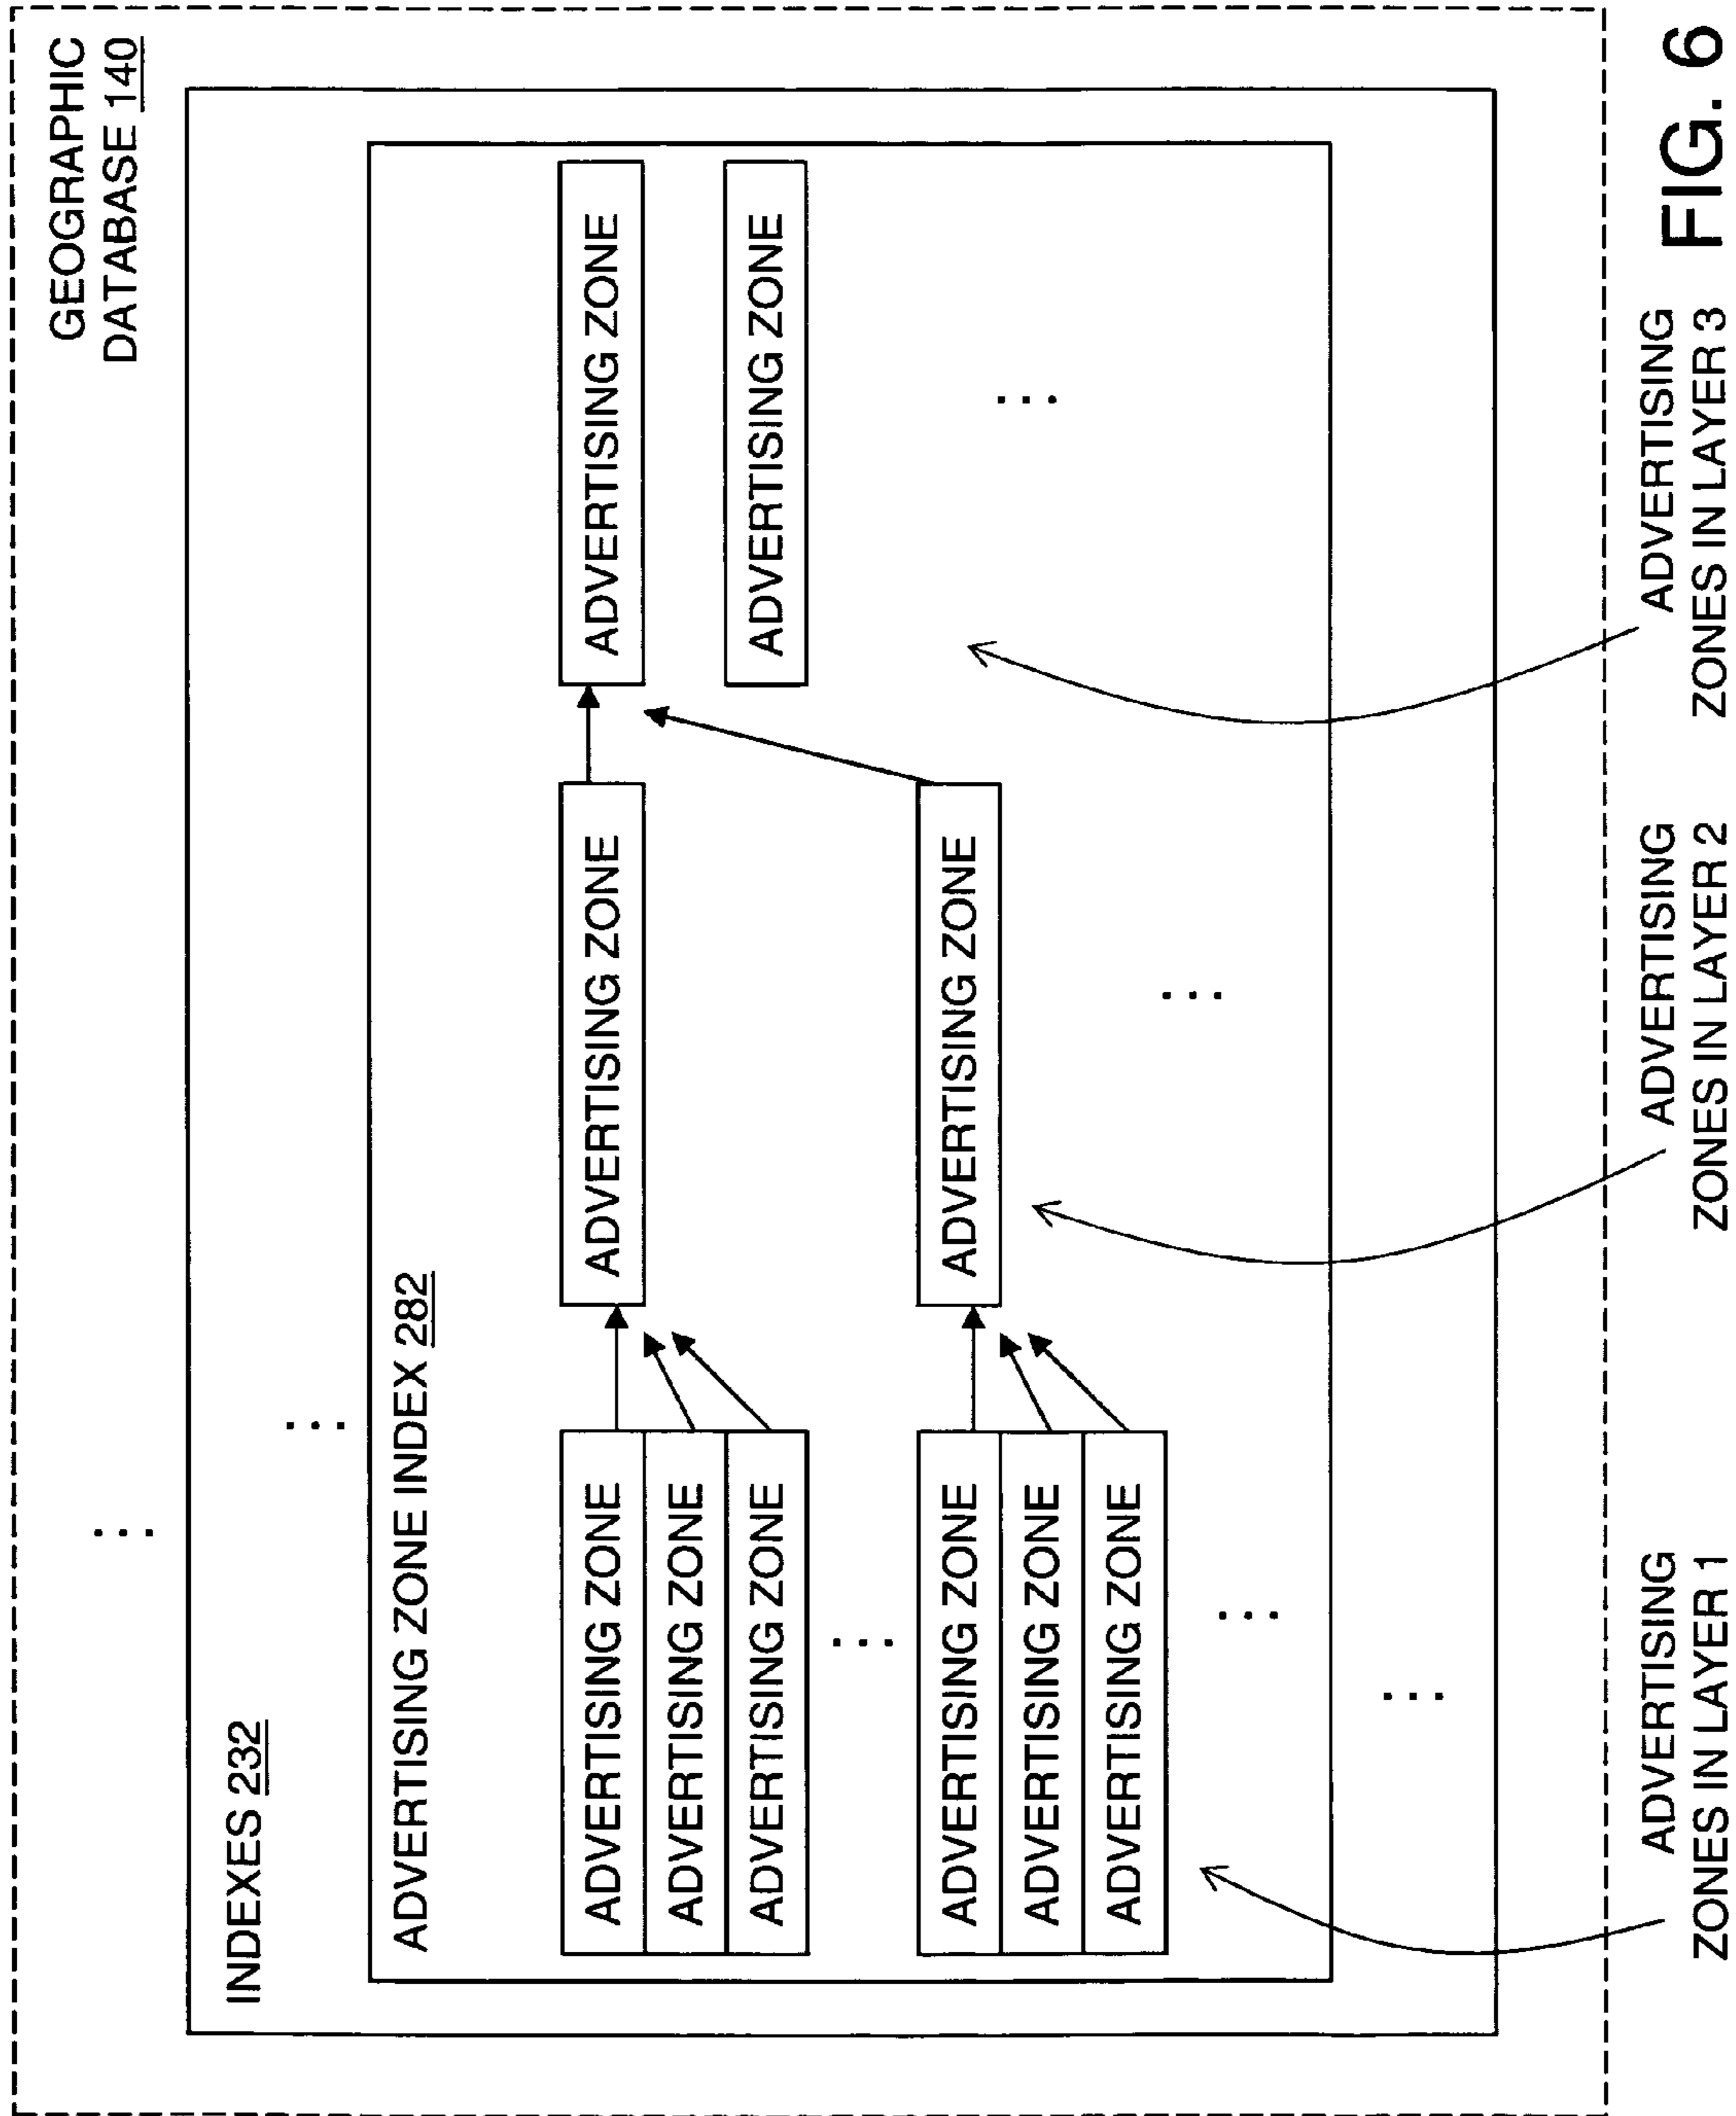 GEOGRAPHIC
DATABASE 140
...
INDEXES 232
...
ADVERTISING ZONE INDEX 282
ADVERTISING ZONE
ADVERTISING ZONE
ADVERTISING ZONE
...
ADVERTISING ZONE
ADVERTISING ZONE
ADVERTISING ZONE
...
ADVERTISING ZONE
ADVERTISING ZONE
...
ADVERTISING ZONE
ADVERTISING ZONE
...
...
ADVERTISING
ZONES IN LAYER 1
ADVERTISING
ZONES IN LAYER 2
ADVERTISING
ZONES IN LAYER 3
FIG. 6